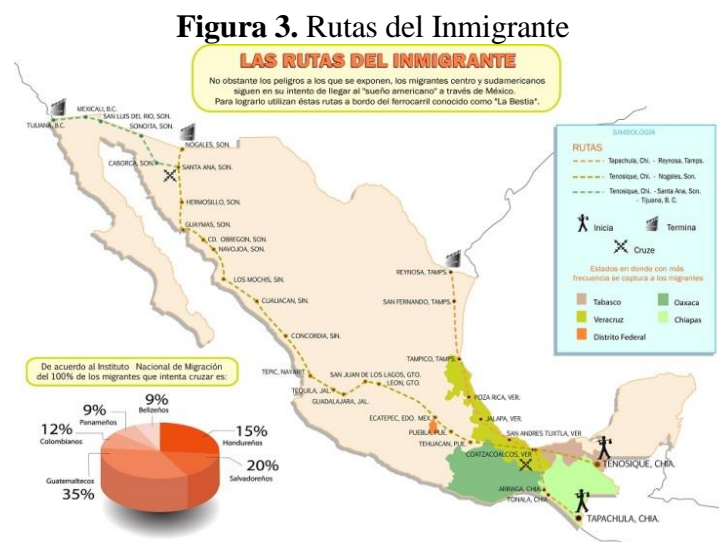 Figura 3. Rutas del Inmigrante
LAS RUTAS DEL INMIGRANTE
No obstante los peligros a los que se exponen, los migrantes centro y sudamericanos
siguen en su intento de llegar al "sueño americano" a través de México.
Para lograrlo utilizan éstas rutas a bordo del ferrocarril conocido como "La Bestia".
MEXICALI, B.C.
SAN LUIS DEL RIO, SON.
TIJUANA, B.C.
SONOITA, SON.
NOGALES, SON.
CABORCA, SON.
SANTA ANA, SON.
HERMOSILLO, SON.
GUAYMAS, SON.
CD. OBREGON, SON.
NAVOJOA, SON.
LOS MOCHIS, SIN.
CUALIACAN, SIN.
CONCORDIA, SIN.
TEPIC, NAYARIT
TEQUILA, JAL.
GUADALAJARA, JAL.
SAN JUAN DE LOS LAGOS, GTO.
LEON, GTO.
REYNOSA, TAMPS.
SAN FERNANDO, TAMPS.
TAMPICO, TAMPS.
POZA RICA, VER.
ECATEPEC, EDO. MEX.
JALAPA, VER.
PUEBLA, PUE.
SAN ANDRES TUXTLA, VER
TEHUACAN, PUE.
COATZACOALCOS, VER
TENOSIQUE, CHIA.
ARRIAGA, CHIA.
TONALA, CHIA
TAPACHULA, CHIA.
SIMBOLOGÍA
RUTAS
Tapachula, Chi. - Reynosa, Tamps.
Tenosique, Chi. - Nogales, Son.
Tenosique, Chi. - Santa Ana, Son.
- Tijuana, B. C.
Inicia
Termina
Cruze
Estados en donde con más
frecuencia se captura a los migrantes
Tabasco
Oaxaca
Veracruz
Chiapas
Distrito Federal
De acuerdo al Instituto Nacional de Migración
del 100% de los migrantes que intenta cruzar es:
9%
Belizeños
9%
Panameños
12%
Colombianos
15%
Hondureños
20%
Salvadoreños
Guatemaltecos
35%